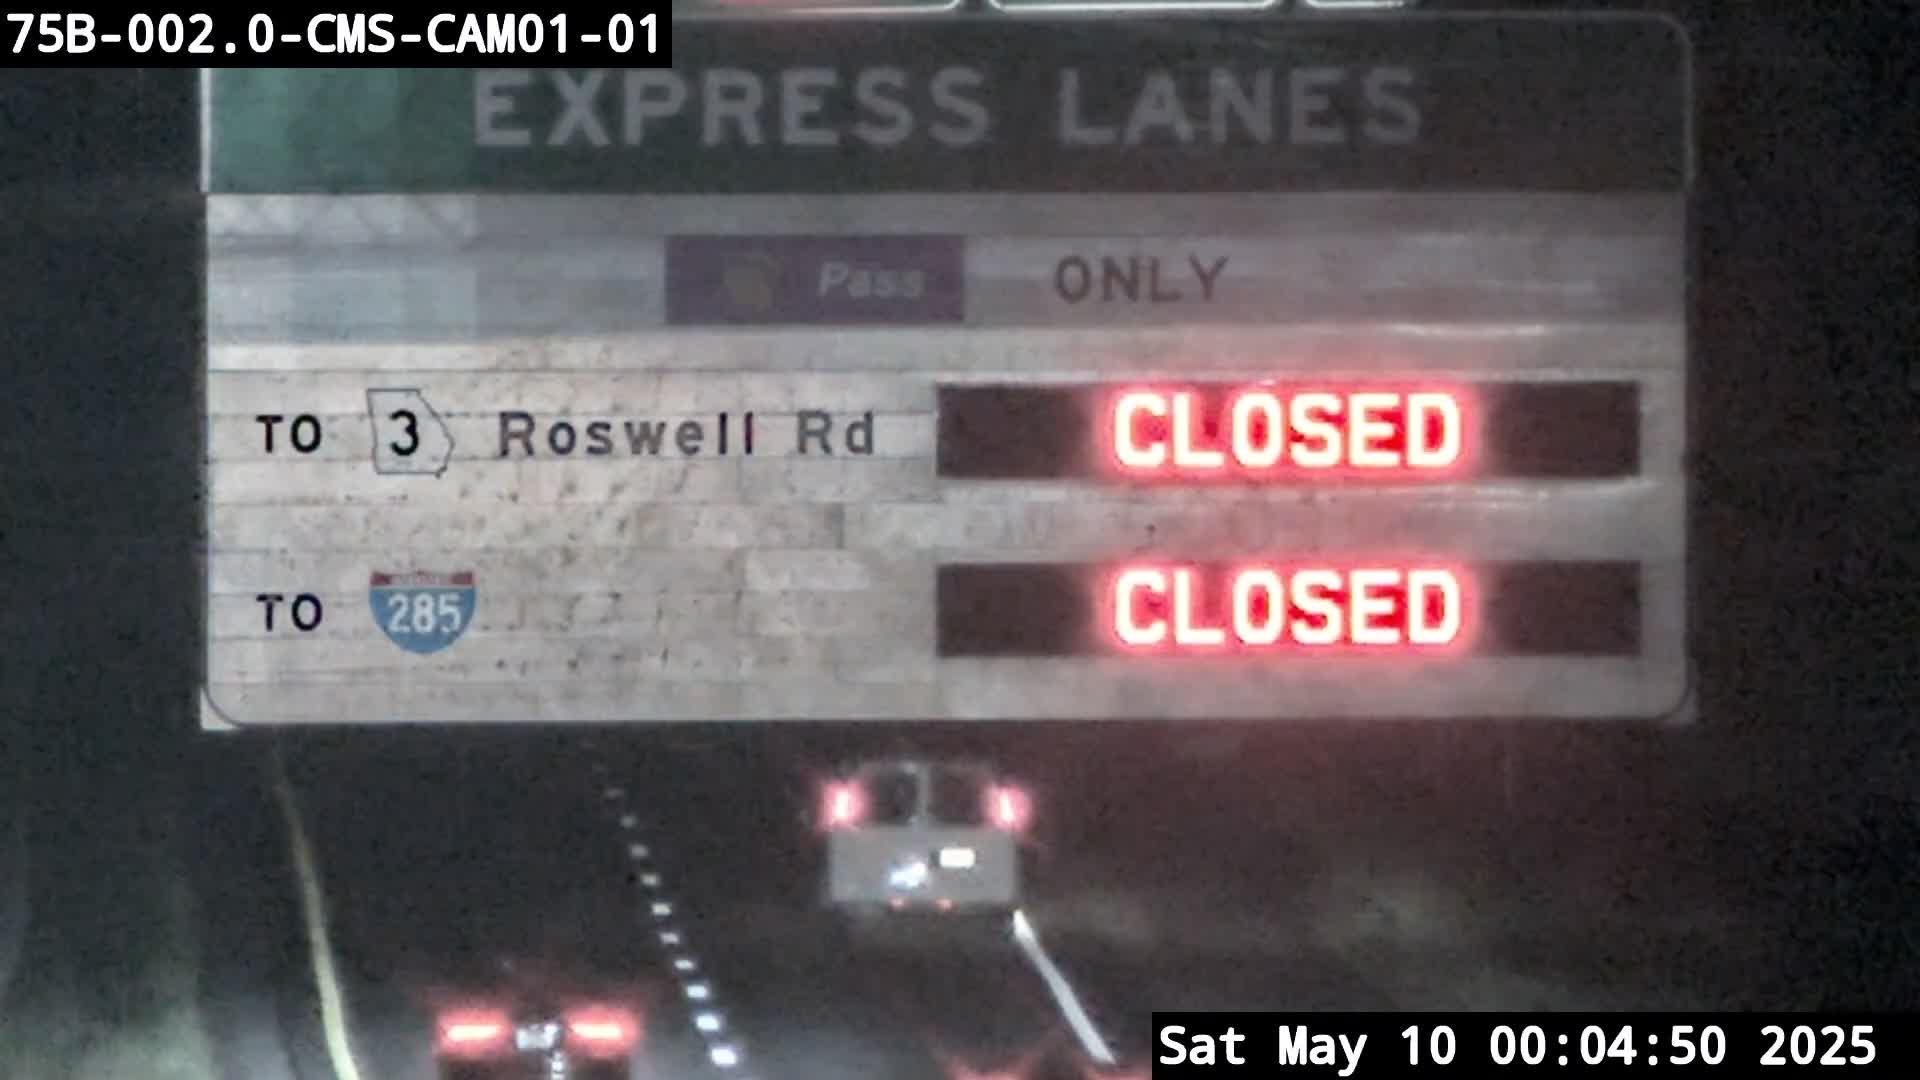 75B-002.0-CMS-CAM01-01
EXPRESS LANES
Pass ONLY
TO 3 Roswell Rd CLOSED
TO 285 CLOSED
Sat May 10 00:04:50 2025